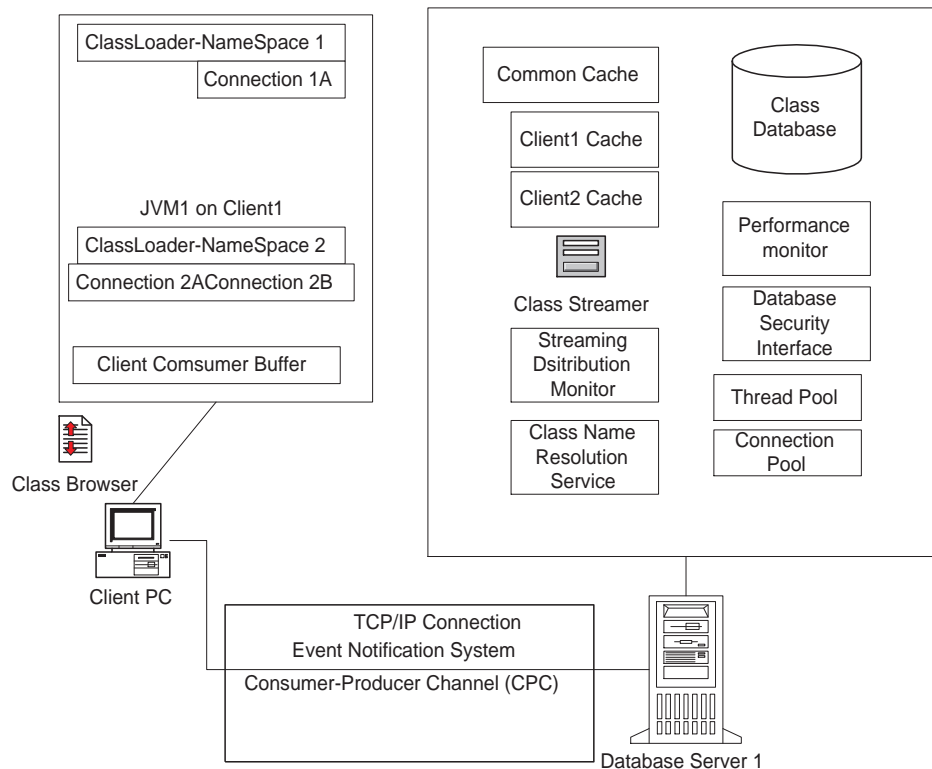 ClassLoader-NameSpace 1
Connection 1A
JVM1 on Client1
ClassLoader-NameSpace 2
Connection 2AConnection 2B
Client Comsumer Buffer
Class Browser
Client PC
Common Cache
Client1 Cache
Client2 Cache
Class Streamer
Streaming
Dsitribution
Monitor
Class Name
Resolution
Service
Class
Database
Performance
monitor
Database
Security
Interface
Thread Pool
Connection
Pool
TCP/IP Connection
Event Notification System
Consumer-Producer Channel (CPC)
Database Server 1